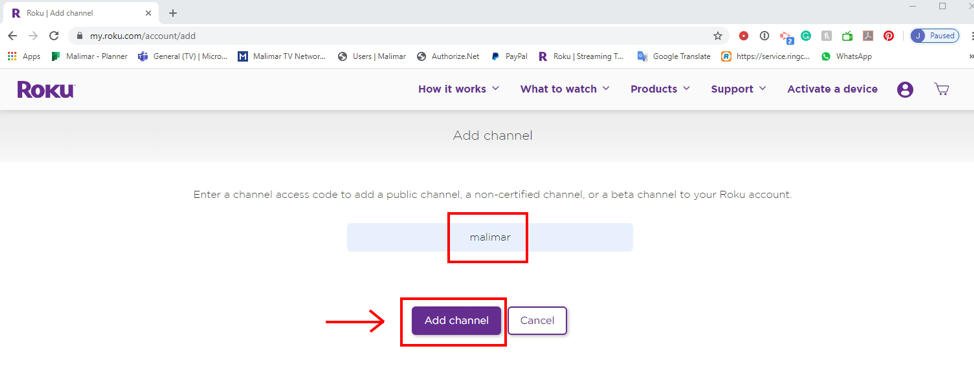 Roku | Add channel
my.roku.com/account/add
J Paused
Apps Malimar - Planner General (TV) | Micro... Malimar TV Networ... Users | Malimar Authorize.Net PayPal Roku | Streaming T... Google Translate https://service.ringc... WhatsApp
ROKU How it works What to watch Products Support Activate a device
Add channel
Enter a channel access code to add a public channel, a non-certified channel, or a beta channel to your Roku account.
malimar
Add channel Cancel